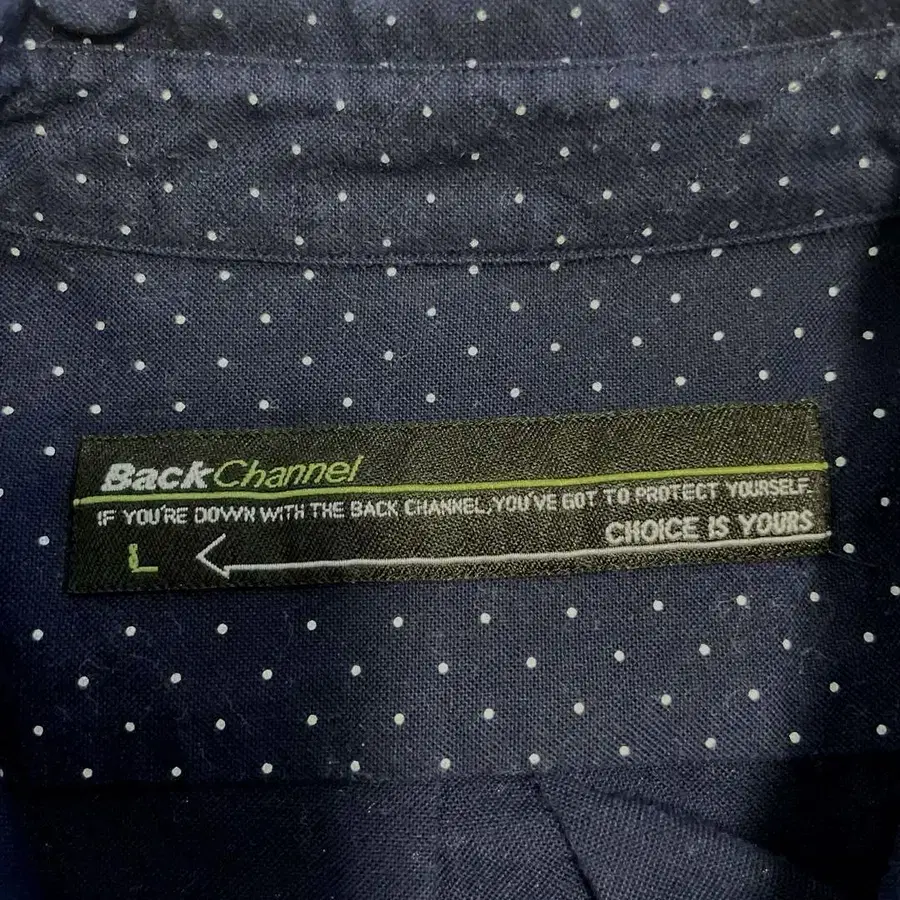 BackChannel
IF YOU'RE DOWN WITH THE BACK CHANNEL, YOU'VE GOT TO PROTECT YOURSELF.
CHOICE IS YOURS
L